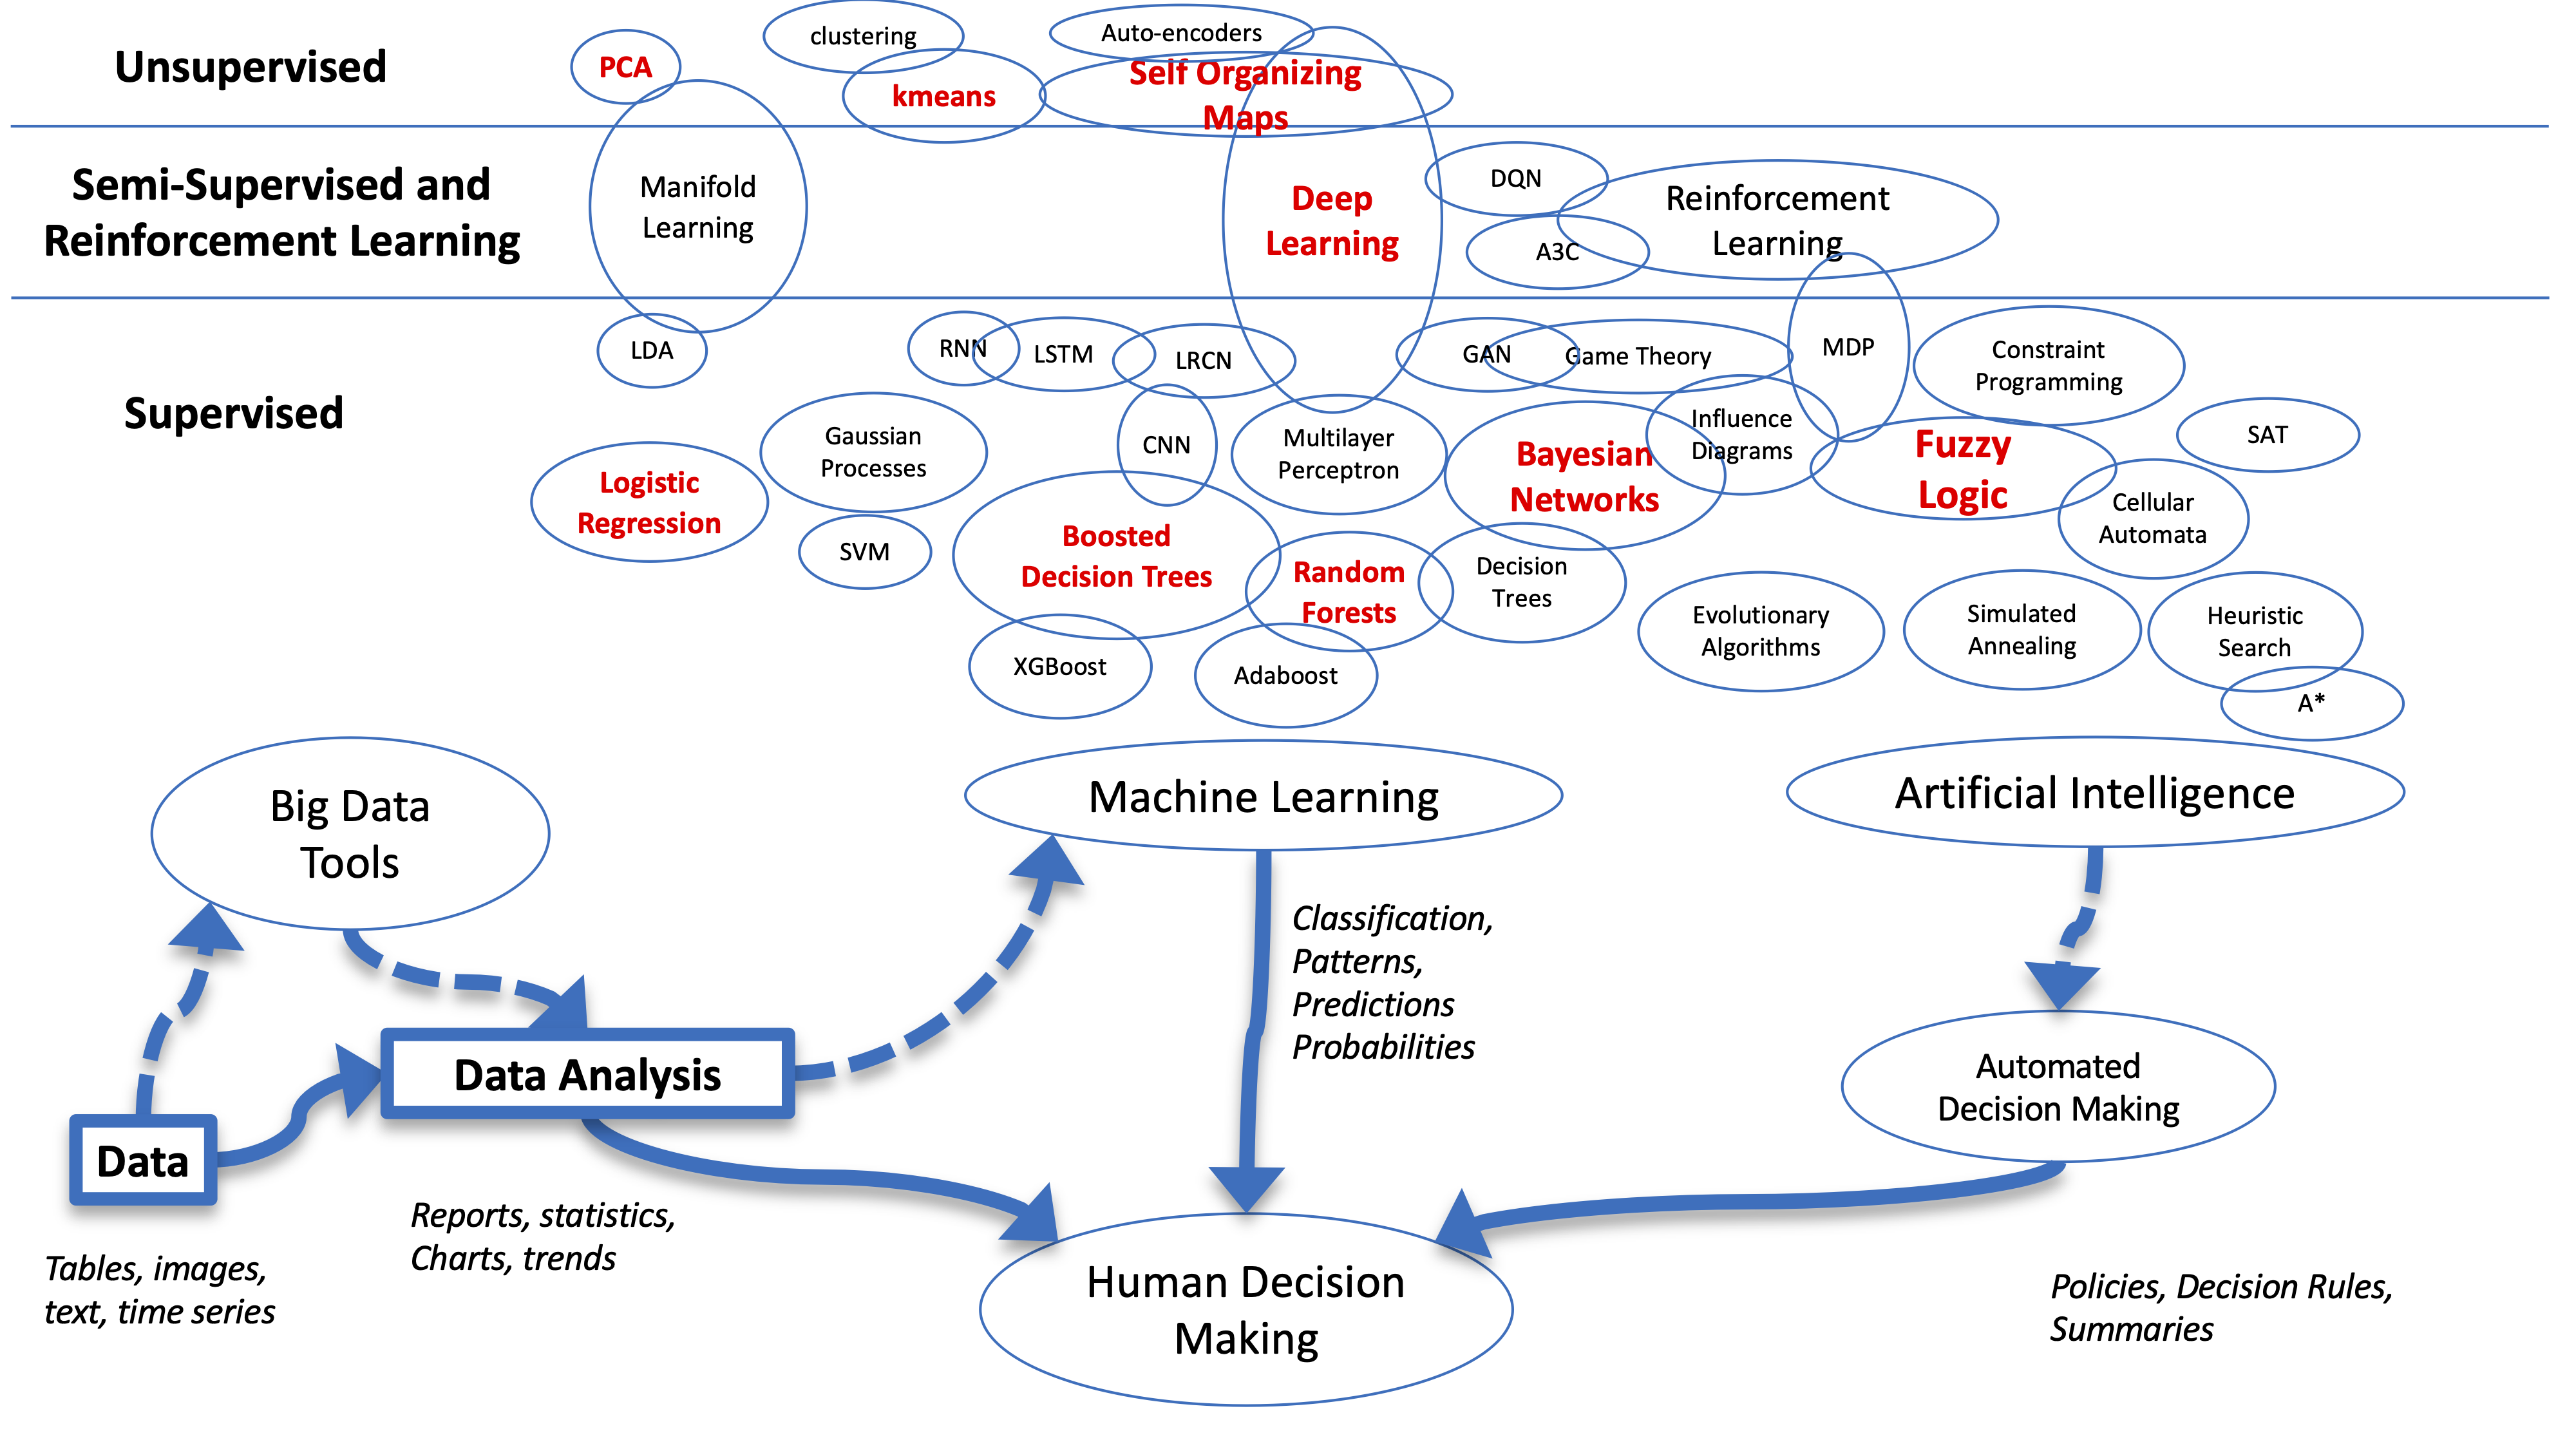 Unsupervised
PCA
clustering
kmeans
Auto-encoders
Self Organizing
Maps
Semi-Supervised and
Reinforcement Learning
Manifold
Learning
Deep
Learning
DQN
A3C
Reinforcement
Learning
Supervised
LDA
RNN
LSTM
LRCN
GAN
Game Theory
MDP
Constraint
Programming
Logistic
Regression
Gaussian
Processes
SVM
CNN
Multilayer
Perceptron
Bayesian
Networks
Influence
Diagrams
Fuzzy
Logic
SAT
Cellular
Automata
Boosted
Decision Trees
Random
Forests
Decision
Trees
XGBoost
Adaboost
Evolutionary
Algorithms
Simulated
Annealing
Heuristic
Search
A*
Big Data
Tools
Machine Learning
Artificial Intelligence
Classification,
Patterns,
Predictions
Probabilities
Data Analysis
Data
Automated
Decision Making
Reports, statistics,
Charts, trends
Tables, images,
text, time series
Human Decision
Making
Policies, Decision Rules,
Summaries